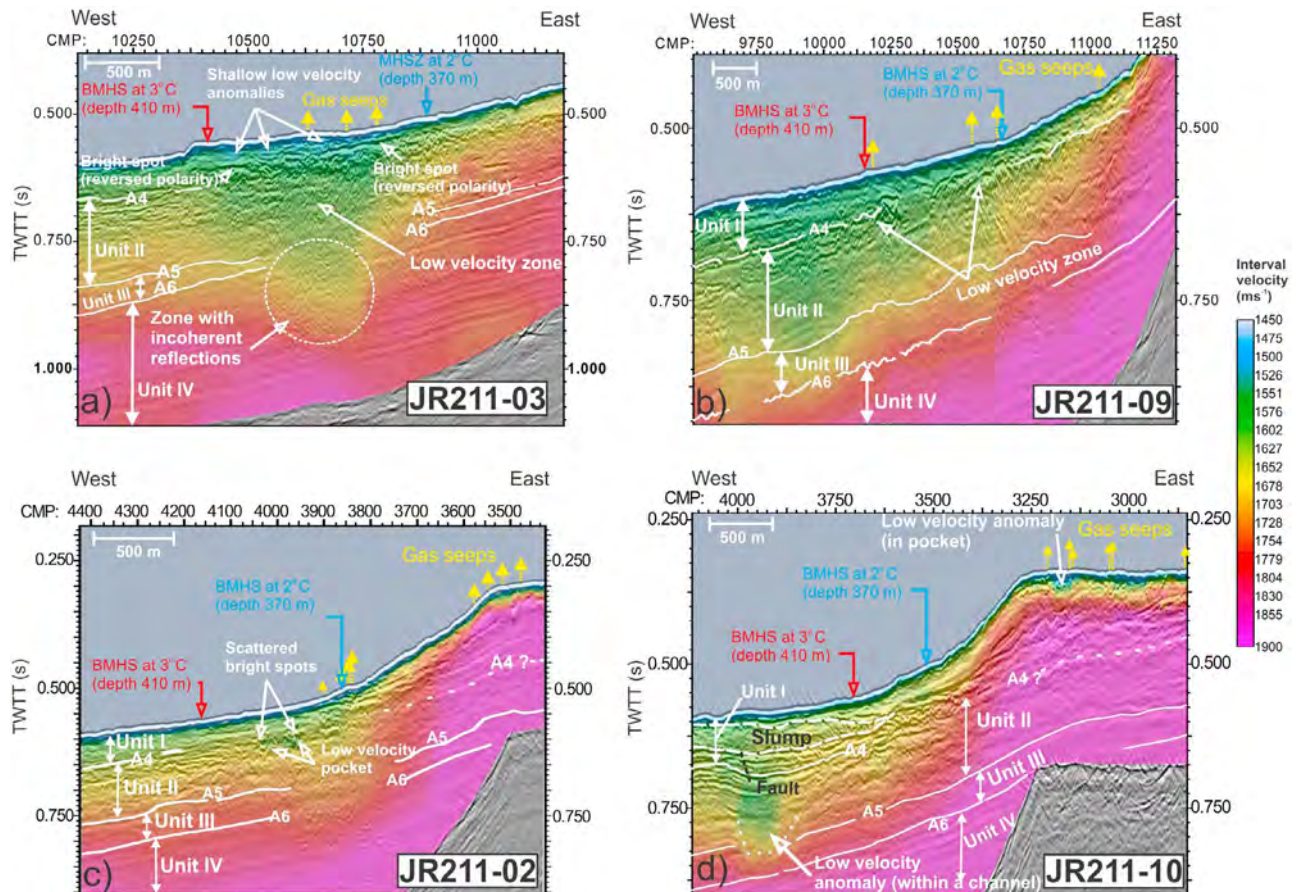 West
East
CMP: 10250 10500 10750 11000
500 m
Shallow low velocity
anomalies
MHSZ at 2°C
(depth 370 m)
BMHS at 3°C
(depth 410 m)
Gas seeps
0.500
0.500
Bright spot
(reversed polarity)
Bright spot
(reversed polarity)
A4
A5
A6
TWTT (s)
0.750
0.750
Unit II
Low velocity zone
A5
A6
Unit III
Zone with
incoherent
reflections
1.000
1.000
Unit IV
a)
JR211-03
West
East
CMP: 9750 10000 10250 10500 10750 11000 11250
500 m
BMHS at 2°C
(depth 370 m)
Gas seeps
BMHS at 3°C
(depth 410 m)
0.500
0.500
Unit II
A4
TWTT (s)
Low velocity zone
0.750
0.750
Unit II
A5
Unit III
A6
Unit IV
b)
JR211-09
Interval
velocity
(ms-1)
1450
1475
1500
1526
1551
1576
1602
1627
1652
1677
1703
1728
1754
1779
1804
1830
1855
1900
West
East
CMP:
4400 4300 4200 4100 4000 3900 3800 3700 3600 3500
500 m
0.250
0.250
Gas seeps
BMHS at 2°C
(depth 370 m)
Scattered
bright spots
BMHS at 3°C
(depth 410 m)
A4 ?
0.500
0.500
TWTT (s)
Unit I
A4
Low velocity
pocket
A5
A6
Unit II
0.750
0.750
A5
Unit III
A6
Unit IV
c)
JR211-02
West
East
CMP: 4000 3750 3500 3250 3000
0.250
0.250
500 m
Low velocity anomaly
(in pocket)
Gas seeps
BMHS at 2°C
(depth 370 m)
BMHS at 3°C
(depth 410 m)
0.500
0.500
A4 ?
TWTT (s)
Unit I
Unit II
Slump
A4
Fault
Unit III
0.750
0.750
A5
A6
Unit IV
Low velocity
anomaly (within a channel)
d)
JR211-10